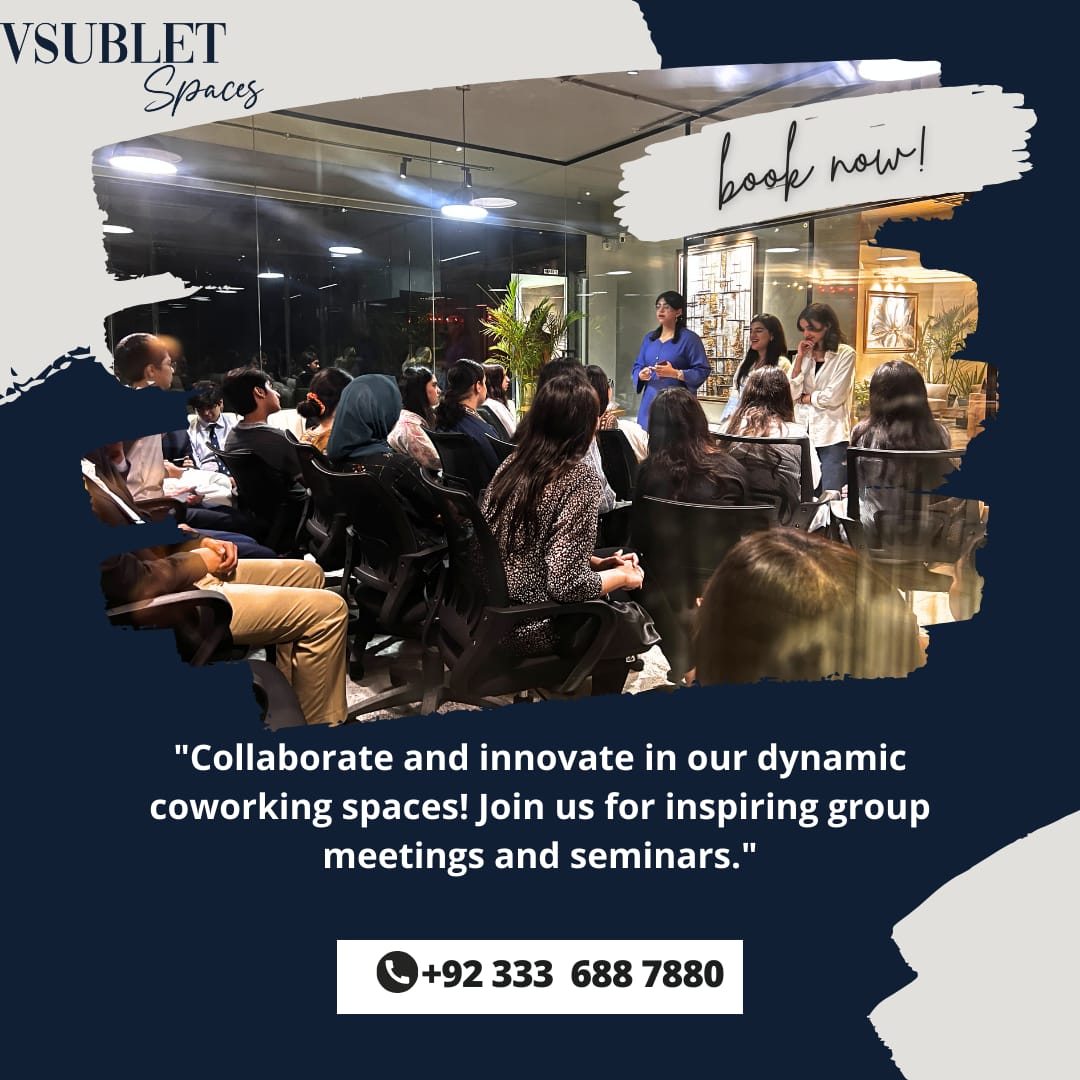 VSUBLET
Spaces
book now!
"Collaborate and innovate in our dynamic
coworking spaces! Join us for inspiring group
meetings and seminars."
+92 333 688 7880